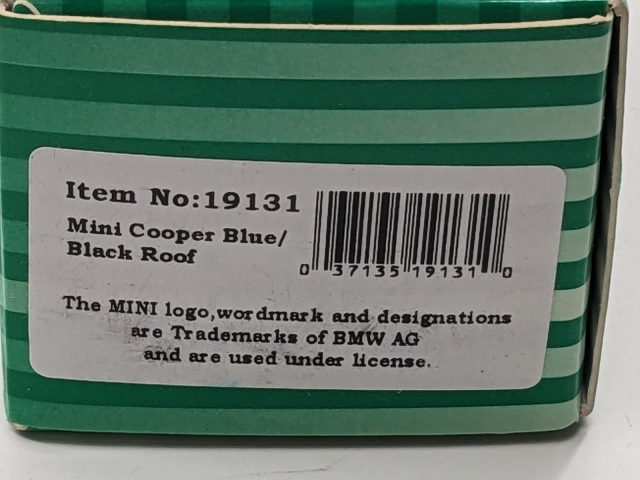 Item No:19131
Mini Cooper Blue/
Black Roof
0 37135 19131 0
The MINI logo,wordmark and designations
are Trademarks of BMW AG
and are used under license.